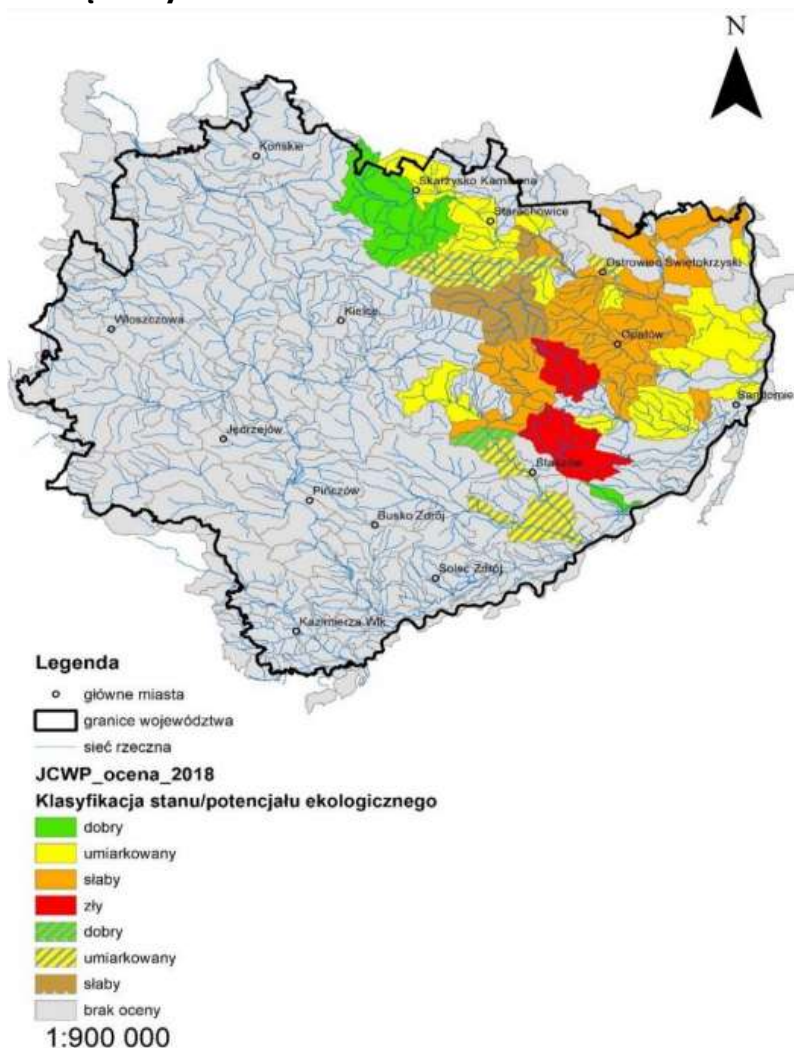 N
Końskie
Skarżysko Kamienna
Starachowice
Ostrowiec Świętokrzyski
Włoszczowa
Kielce
Opatów
Sandomie
Jędrzejów
Staszów
Pińczów
Busko Zdrój
Solec Zdrój
Kazimierza Wlk.
Legenda
główne miasta
granice województwa
sieć rzeczna
JCWP_ocena_2018
Klasyfikacja stanu/potencjału ekologicznego
dobry
umiarkowany
słaby
zły
dobry
umiarkowany
słaby
brak oceny
1:900 000